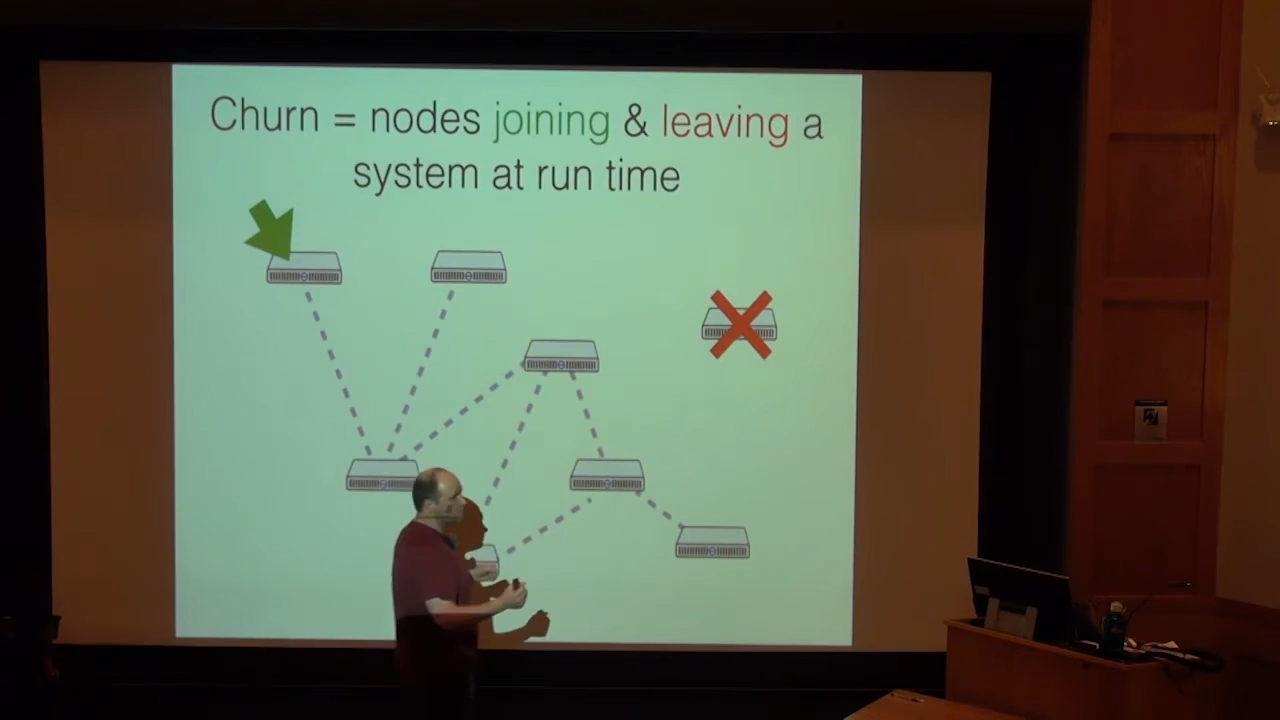 Churn = nodes joining & leaving a
system at run time